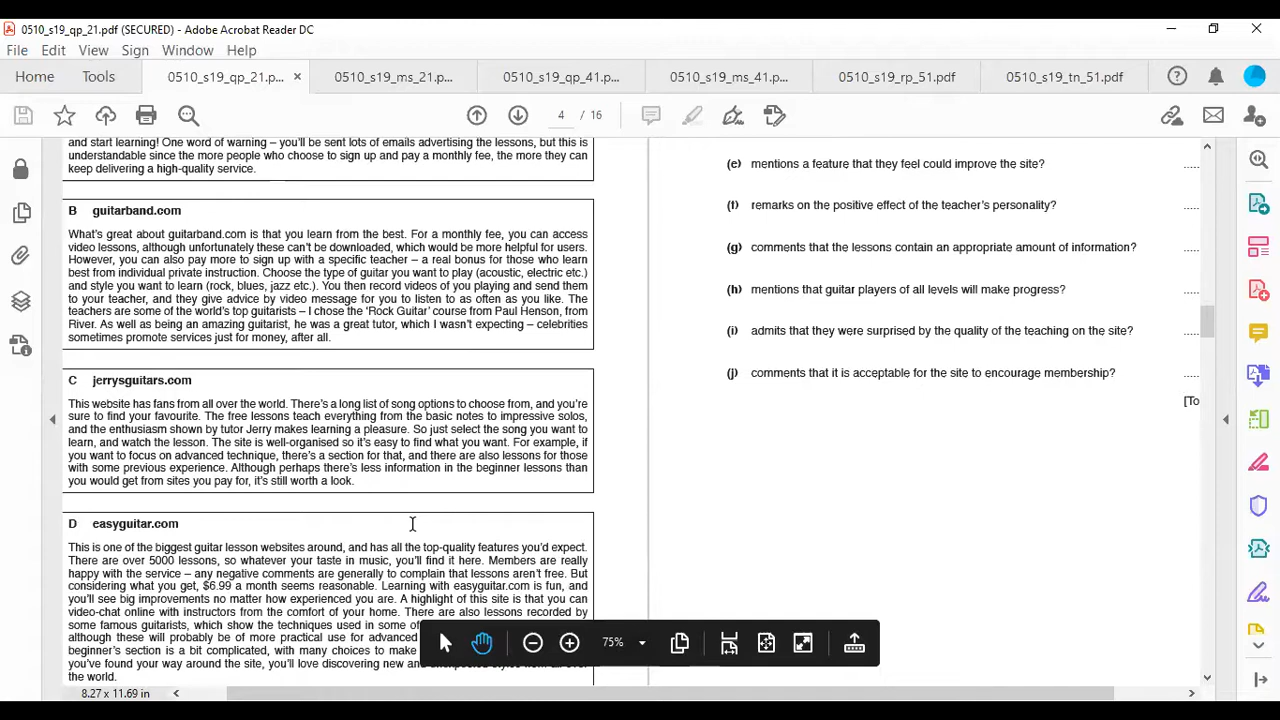 0510_s19_qp_21.pdf (SECURED) - Adobe Acrobat Reader DC
File Edit View Sign Window Help
Home Tools 0510_s19_qp_21.p... × 0510_s19_ms_21.p... 0510_s19_qp_41.p... 0510_s19_ms_41.p... 0510_s19_rp_51.pdf 0510_s19_tn_51.pdf
4 / 16
and start learning! One word of warning – you'll be sent lots of emails advertising the lessons, but this is
understandable since the more people who choose to sign up and pay a monthly fee, the more they can
keep delivering a high-quality service.
B guitarband.com
What's great about guitarband.com is that you learn from the best. For a monthly fee, you can access
video lessons, although unfortunately these can't be downloaded, which would be more helpful for users.
However, you can also pay more to sign up with a specific teacher – a real bonus for those who learn
best from individual private instruction. Choose the type of guitar you want to play (acoustic, electric etc.)
and style you want to learn (rock, blues, jazz etc.). You then record videos of you playing and send them
to your teacher, and they give advice by video message for you to listen to as often as you like. The
teachers are some of the world's top guitarists – I chose the 'Rock Guitar' course from Paul Henson, from
River. As well as being an amazing guitarist, he was a great tutor, which I wasn't expecting – celebrities
sometimes promote services just for money, after all.
C jerrysguitars.com
This website has fans from all over the world. There's a long list of song options to choose from, and you're
sure to find your favourite. The free lessons teach everything from the basic notes to impressive solos,
and the enthusiasm shown by tutor Jerry makes learning a pleasure. So just select the song you want to
learn, and watch the lesson. The site is well-organised so it's easy to find what you want. For example, if
you want to focus on advanced technique, there's a section for that, and there are also lessons for those
with some previous experience. Although perhaps there's less information in the beginner lessons than
you would get from sites you pay for, it's still worth a look.
D easyguitar.com
This is one of the biggest guitar lesson websites around, and has all the top-quality features you'd expect.
There are over 5000 lessons, so whatever your taste in music, you'll find it here. Members are really
happy with the service – any negative comments are generally to complain that lessons aren't free. But
considering what you get, $6.99 a month seems reasonable. Learning with easyguitar.com is fun, and
you'll see big improvements no matter how experienced you are. A highlight of this site is that you can
video-chat online with instructors from the comfort of your home. There are also lessons recorded by
some famous guitarists, which show the techniques used in some of
although these will probably be of more practical use for advanced
beginner's section is a bit complicated, with many choices to make
you've found your way around the site, you'll love discovering new and
the world.
(e) mentions a feature that they feel could improve the site? .....
(f) remarks on the positive effect of the teacher's personality? .....
(g) comments that the lessons contain an appropriate amount of information? .....
(h) mentions that guitar players of all levels will make progress? .....
(i) admits that they were surprised by the quality of the teaching on the site? .....
(j) comments that it is acceptable for the site to encourage membership? .....
[To
75%
8.27 x 11.69 in